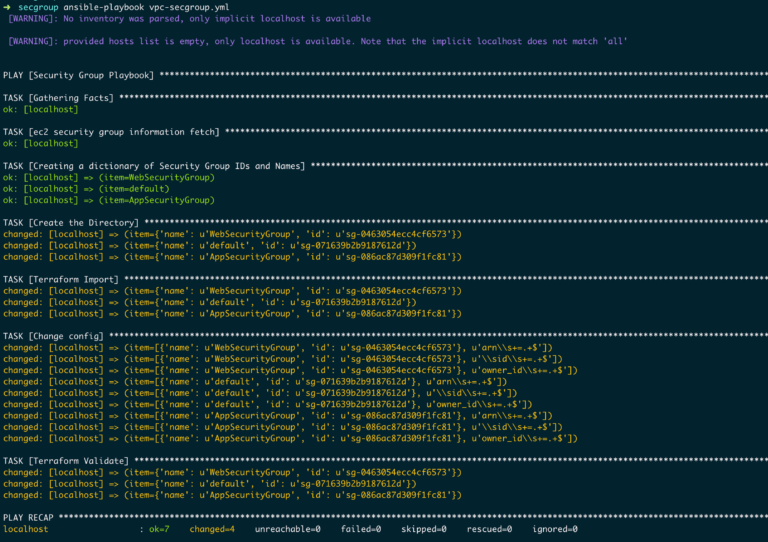 ➜ secgroup ansible-playbook vpc-secgroup.yml
[WARNING]: No inventory was parsed, only implicit localhost is available
[WARNING]: provided hosts list is empty, only localhost is available. Note that the implicit localhost does not match 'all'
PLAY [Security Group Playbook] ****************************************************************************************************
TASK [Gathering Facts] ****************************************************************************************************
ok: [localhost]
TASK [ec2 security group information fetch] ****************************************************************************************************
ok: [localhost]
TASK [Creating a dictionary of Security Group IDs and Names] ****************************************************************************************************
ok: [localhost] => (item=WebSecurityGroup)
ok: [localhost] => (item=default)
ok: [localhost] => (item=AppSecurityGroup)
TASK [Create the Directory] ****************************************************************************************************
changed: [localhost] => (item={'name': u'WebSecurityGroup', 'id': u'sg-0463054ecc4cf6573'})
changed: [localhost] => (item={'name': u'default', 'id': u'sg-071639b2b9187612d'})
changed: [localhost] => (item={'name': u'AppSecurityGroup', 'id': u'sg-086ac87d309f1fc81'})
TASK [Terraform Import] ****************************************************************************************************
changed: [localhost] => (item={'name': u'WebSecurityGroup', 'id': u'sg-0463054ecc4cf6573'})
changed: [localhost] => (item={'name': u'default', 'id': u'sg-071639b2b9187612d'})
changed: [localhost] => (item={'name': u'AppSecurityGroup', 'id': u'sg-086ac87d309f1fc81'})
TASK [Change config] ****************************************************************************************************
changed: [localhost] => (item=[{'name': u'WebSecurityGroup', 'id': u'sg-0463054ecc4cf6573'}, u'arn\\s+=.+$'])
changed: [localhost] => (item=[{'name': u'WebSecurityGroup', 'id': u'sg-0463054ecc4cf6573'}, u'\\sid\\s+=.+$'])
changed: [localhost] => (item=[{'name': u'WebSecurityGroup', 'id': u'sg-0463054ecc4cf6573'}, u'owner_id\\s+=.+$'])
changed: [localhost] => (item=[{'name': u'default', 'id': u'sg-071639b2b9187612d'}, u'arn\\s+=.+$'])
changed: [localhost] => (item=[{'name': u'default', 'id': u'sg-071639b2b9187612d'}, u'\\sid\\s+=.+$'])
changed: [localhost] => (item=[{'name': u'default', 'id': u'sg-071639b2b9187612d'}, u'owner_id\\s+=.+$'])
changed: [localhost] => (item=[{'name': u'AppSecurityGroup', 'id': u'sg-086ac87d309f1fc81'}, u'arn\\s+=.+$'])
changed: [localhost] => (item=[{'name': u'AppSecurityGroup', 'id': u'sg-086ac87d309f1fc81'}, u'\\sid\\s+=.+$'])
changed: [localhost] => (item=[{'name': u'AppSecurityGroup', 'id': u'sg-086ac87d309f1fc81'}, u'owner_id\\s+=.+$'])
TASK [Terraform Validate] ****************************************************************************************************
changed: [localhost] => (item={'name': u'WebSecurityGroup', 'id': u'sg-0463054ecc4cf6573'})
changed: [localhost] => (item={'name': u'default', 'id': u'sg-071639b2b9187612d'})
changed: [localhost] => (item={'name': u'AppSecurityGroup', 'id': u'sg-086ac87d309f1fc81'})
PLAY RECAP ****************************************************************************************************
localhost : ok=7 changed=4 unreachable=0 failed=0 skipped=0 rescued=0 ignored=0